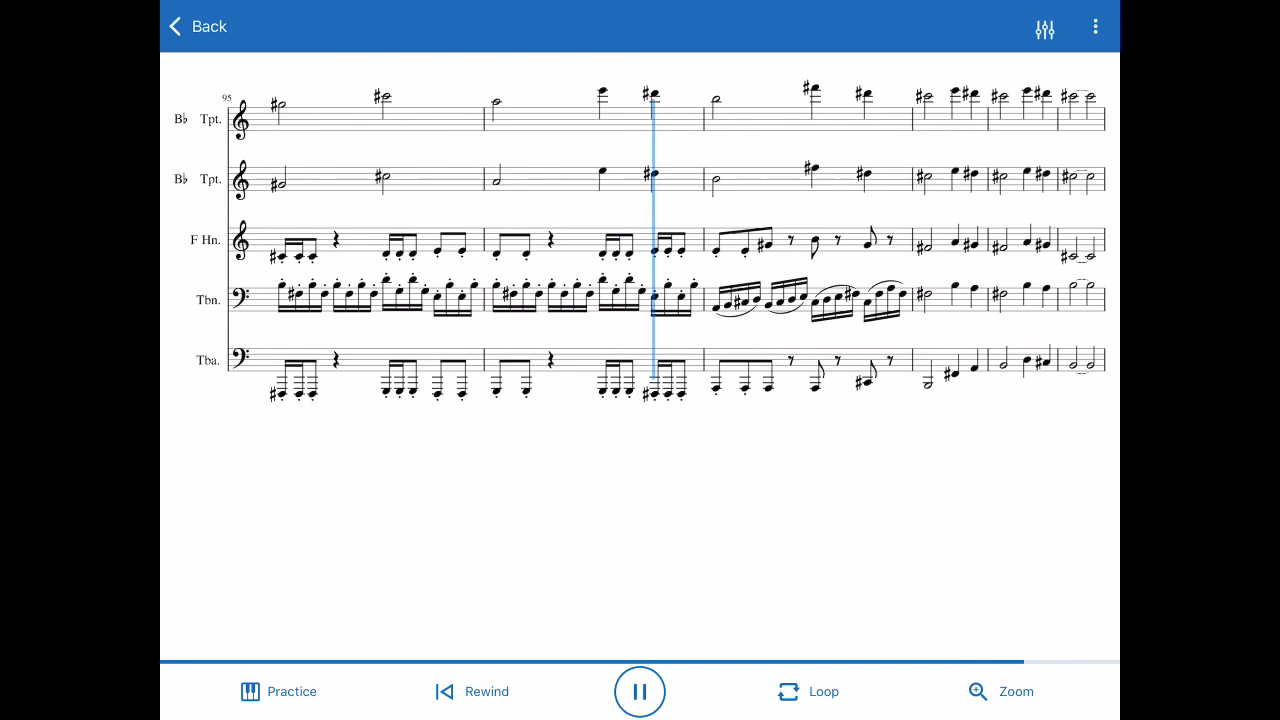 Back
95
B♭ Tpt.
B♭ Tpt.
F Hn.
Tbn.
Tba.
Practice
Rewind
Loop
Zoom